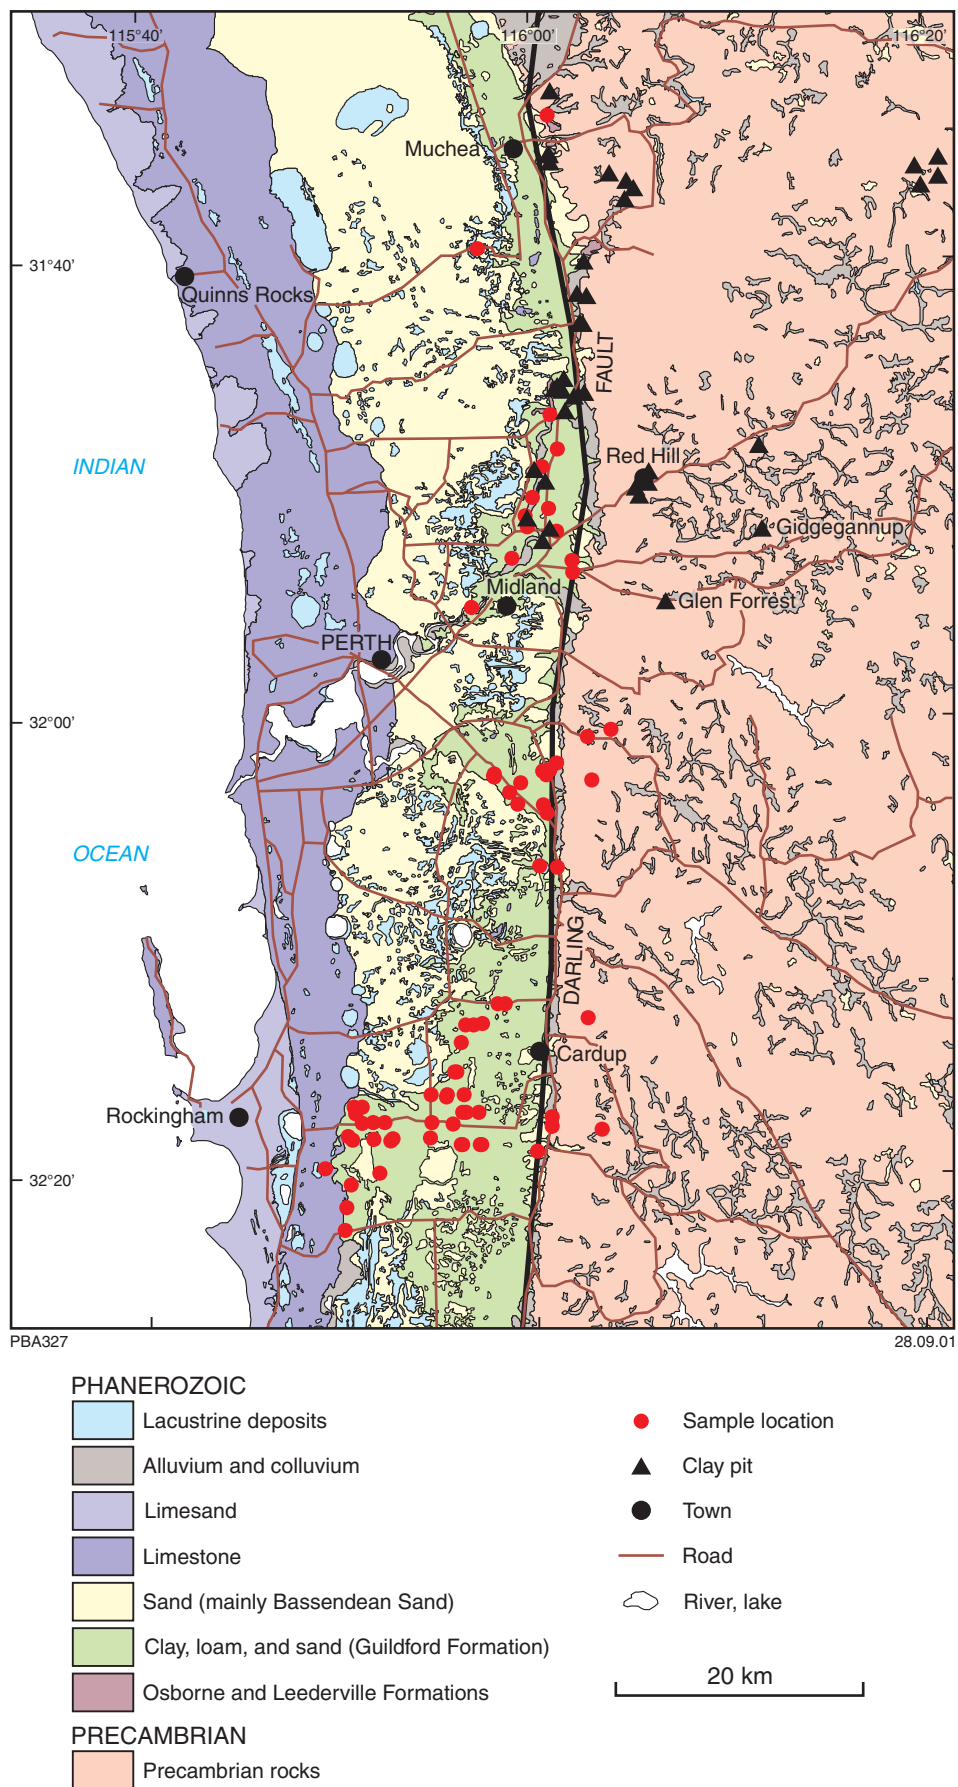 115°40'
116°00'
116°20'
Muchea
31°40'
Quinns Rocks
FAULT
INDIAN
Red Hill
Gidgegannup
Midland
Glen Forrest
PERTH
32°00'
OCEAN
DARLING
Cardup
Rockingham
32°20'
PBA327
28.09.01
PHANEROZOIC
Lacustrine deposits
Alluvium and colluvium
Limesand
Limestone
Sand (mainly Bassendean Sand)
Clay, loam, and sand (Guildford Formation)
Osborne and Leederville Formations
PRECAMBRIAN
Precambrian rocks
Sample location
Clay pit
Town
Road
River, lake
20 km